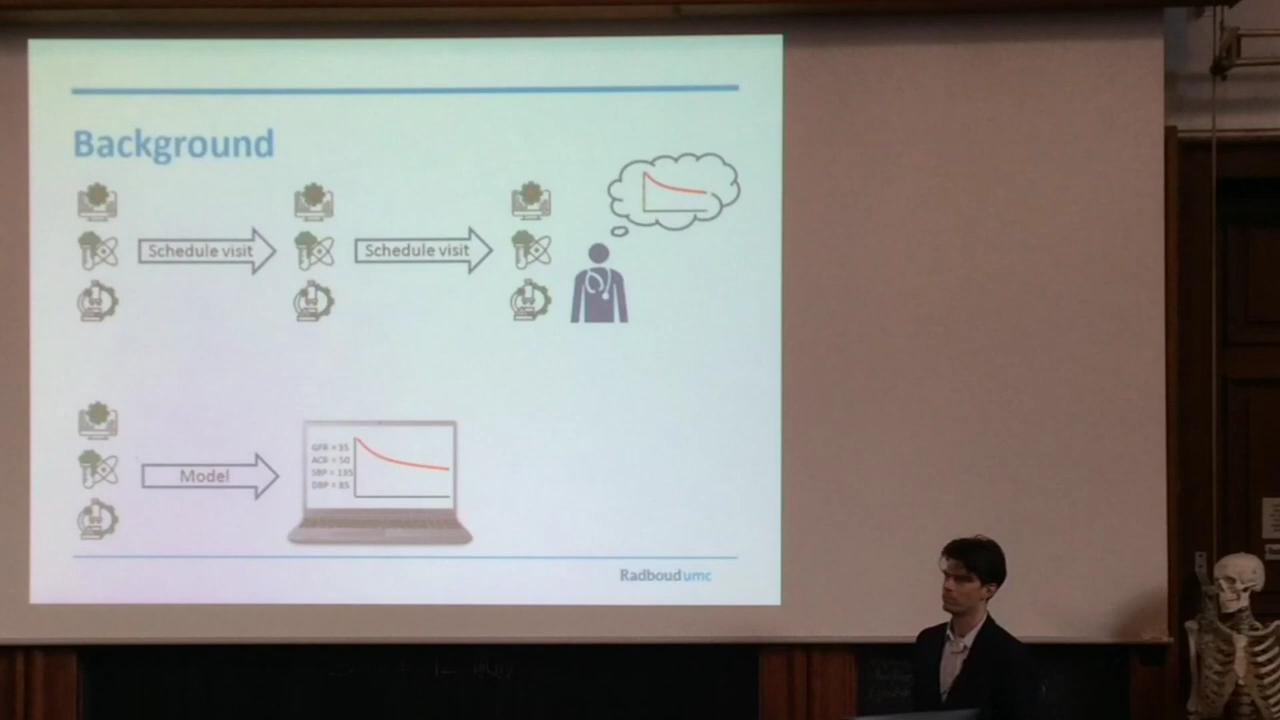 Background
Schedule visit
Schedule visit
Model
GFR = 35
ACR = 50
SBP = 135
DBP = 85
Radboudumc